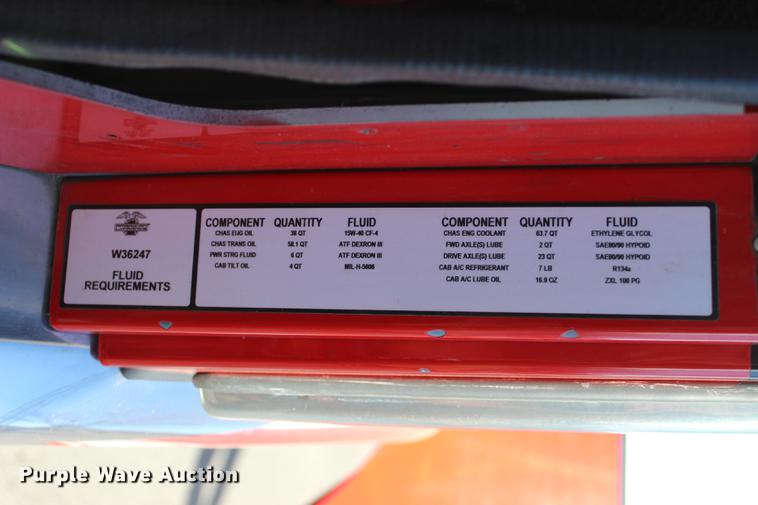 W36247
FLUID
REQUIREMENTS
COMPONENT QUANTITY FLUID
CHAS ENG OIL 38 QT 15W-40 CF-4
CHAS TRANS OIL 58.1 QT ATF DEXRON III
PWR STRG FLUID 6 QT ATF DEXRON III
CAB TILT OIL 4 QT MIL-H-5606
COMPONENT QUANTITY FLUID
CHAS ENG COOLANT 63.7 QT ETHYLENE GLYCOL
FWD AXLE(S) LUBE 2 QT SAE80/90 HYPOID
DRIVE AXLE(S) LUBE 23 QT SAE80/90 HYPOID
CAB A/C REFRIGERANT 7 LB R134a
CAB A/C LUBE OIL 16.9 OZ ZXL 100 PG
Purple Wave Auction